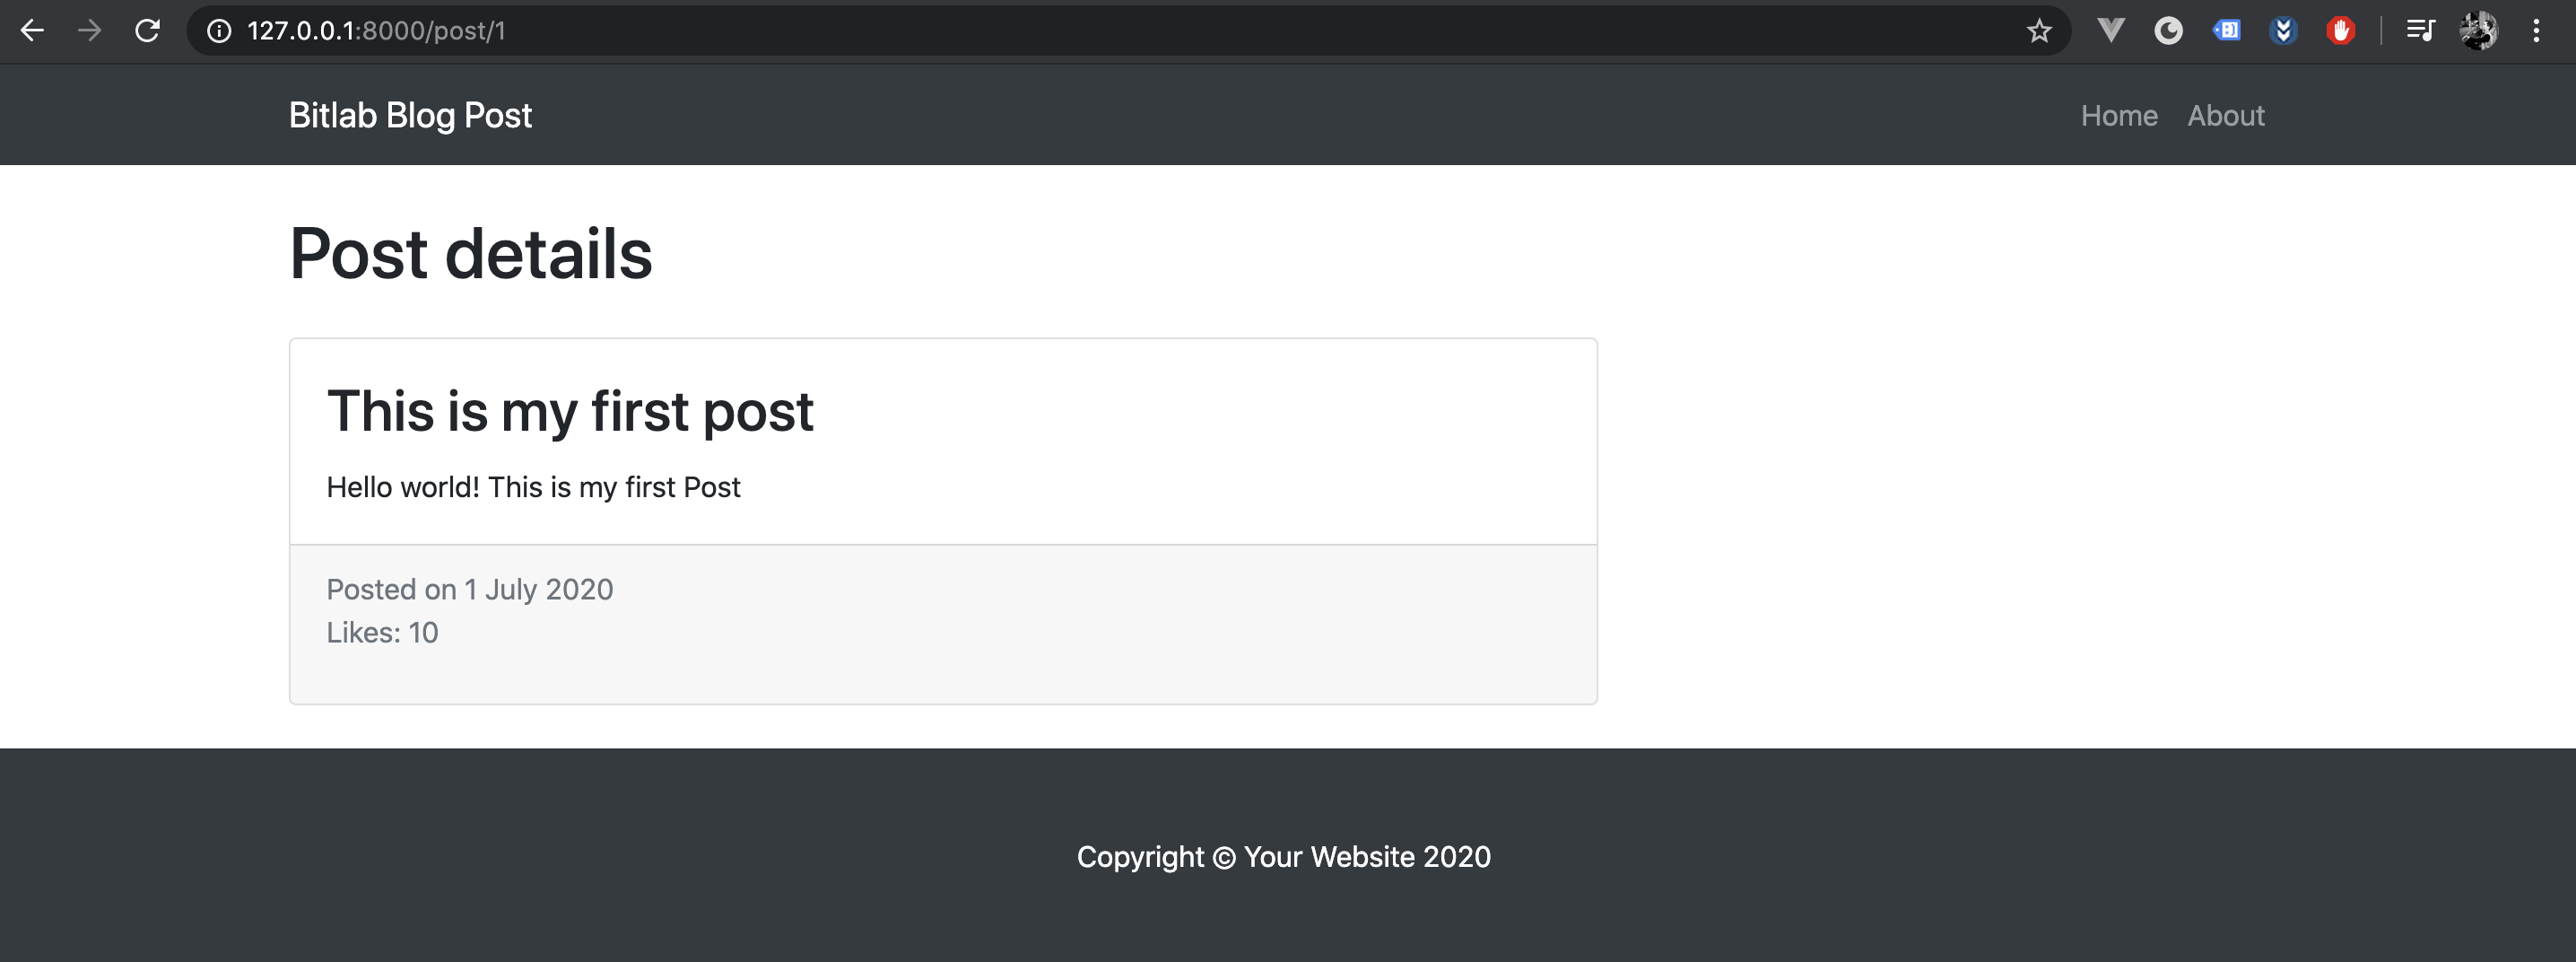 127.0.0.1:8000/post/1
Bitlab Blog Post
Home
About
Post details
This is my first post
Hello world! This is my first Post
Posted on 1 July 2020
Likes: 10
Copyright © Your Website 2020